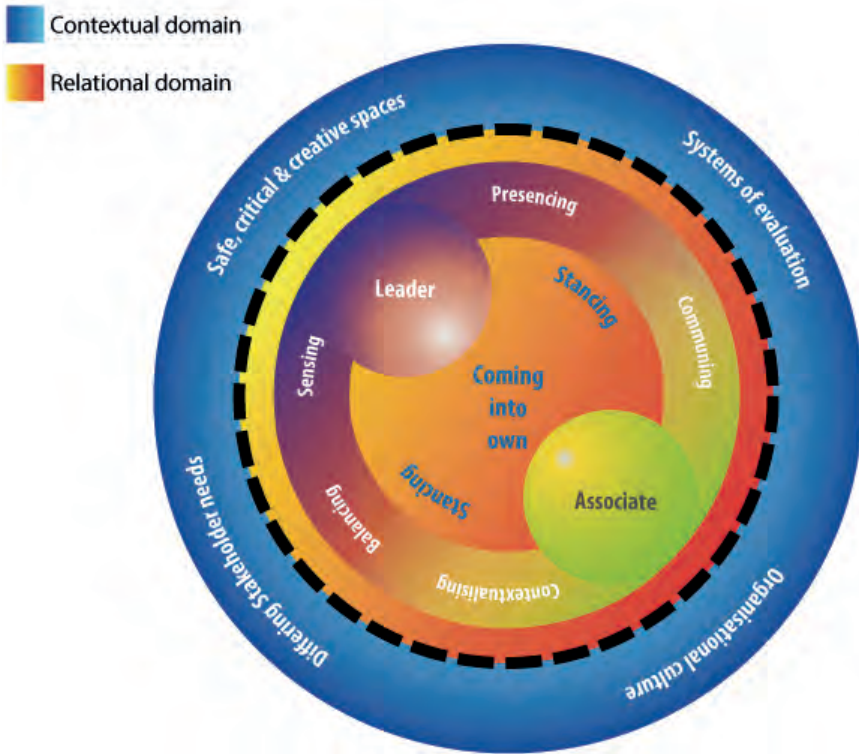 Contextual domain
Relational domain
Safe, critical & creative spaces
Systems of evaluation
Presencing
Leader
Stancing
Communing
Sensing
Coming
into
own
Stancing
Associate
Balancing
Contextualising
Differing Stakeholder needs
Organisational culture